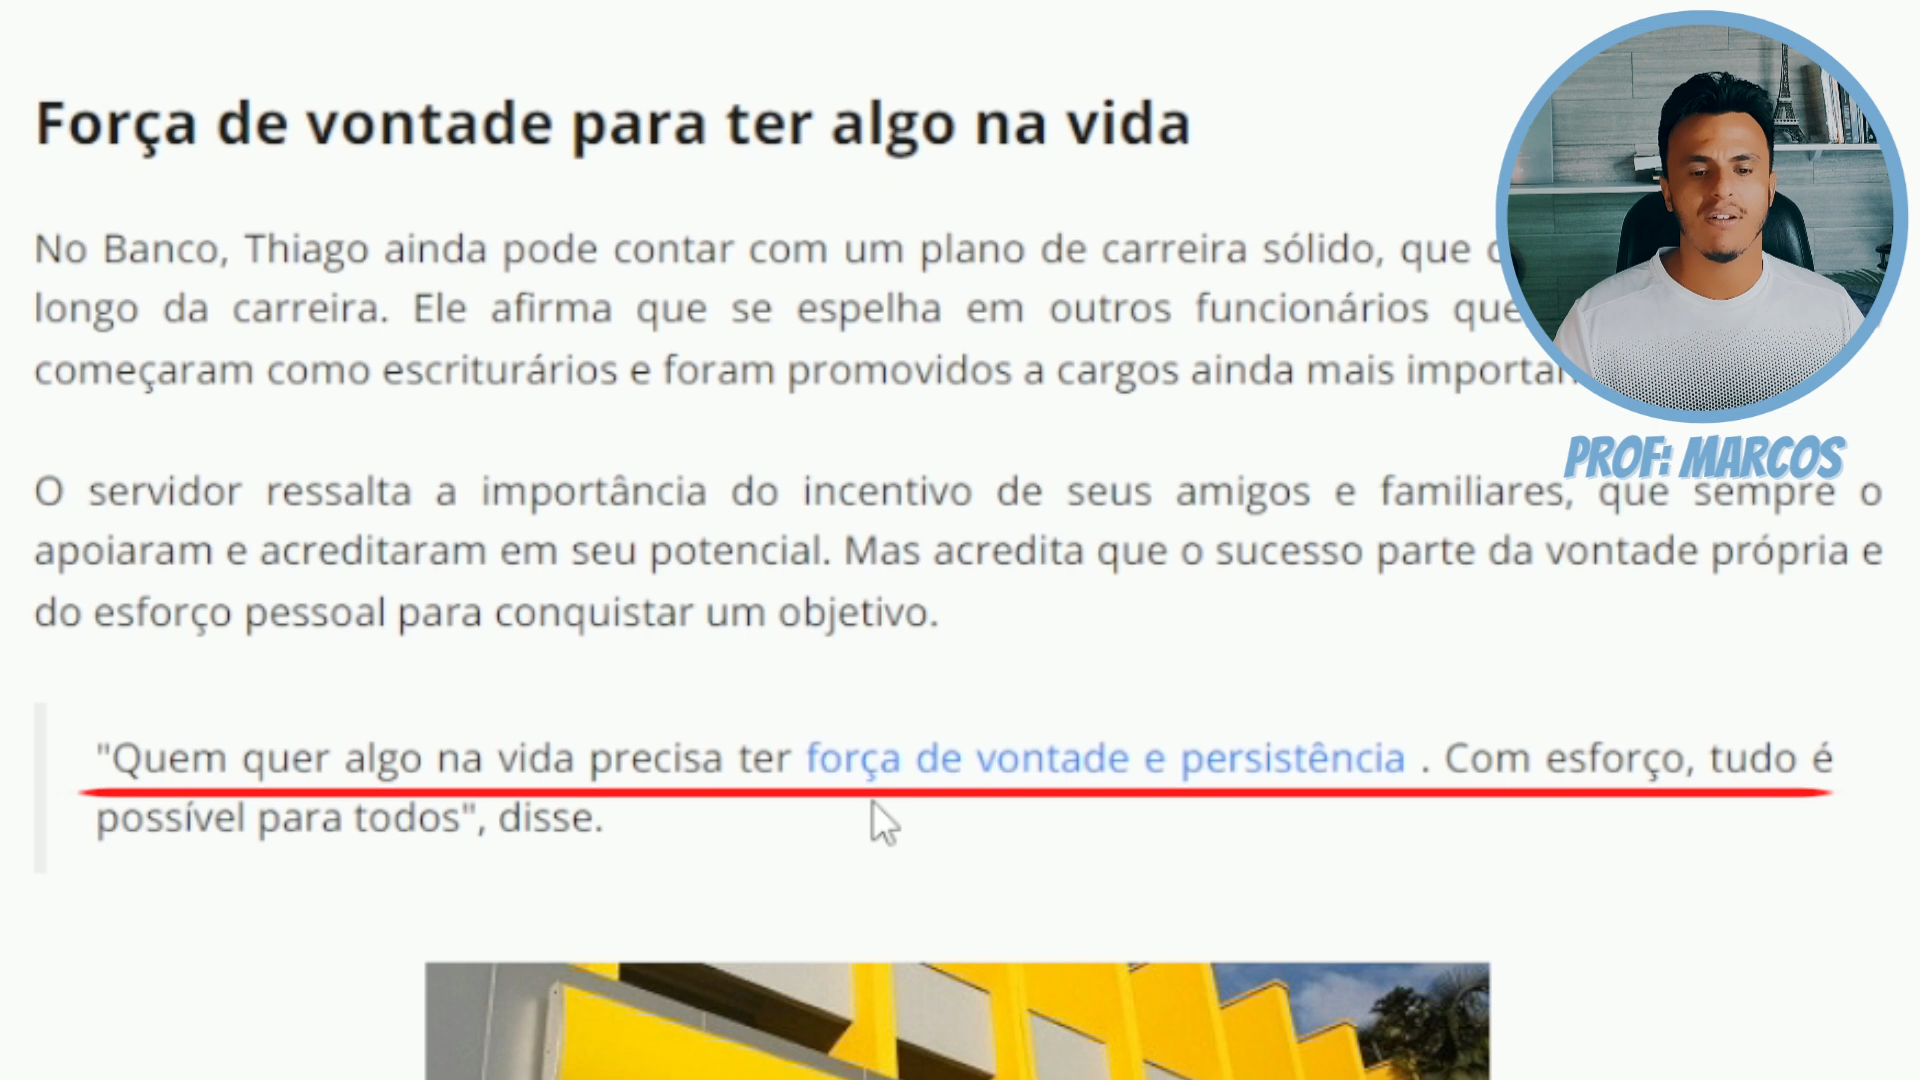 Força de vontade para ter algo na vida
No Banco, Thiago ainda pode contar com um plano de carreira sólido, que
longo da carreira. Ele afirma que se espelha em outros funcionários que
começaram como escriturários e foram promovidos a cargos ainda mais
PROF: MARCOS
O servidor ressalta a importância do incentivo de seus amigos e familiares, que sempre o
apoiaram e acreditaram em seu potencial. Mas acredita que o sucesso parte da vontade própria e
do esforço pessoal para conquistar um objetivo.
"Quem quer algo na vida precisa ter força de vontade e persistência . Com esforço, tudo é
possível para todos", disse.